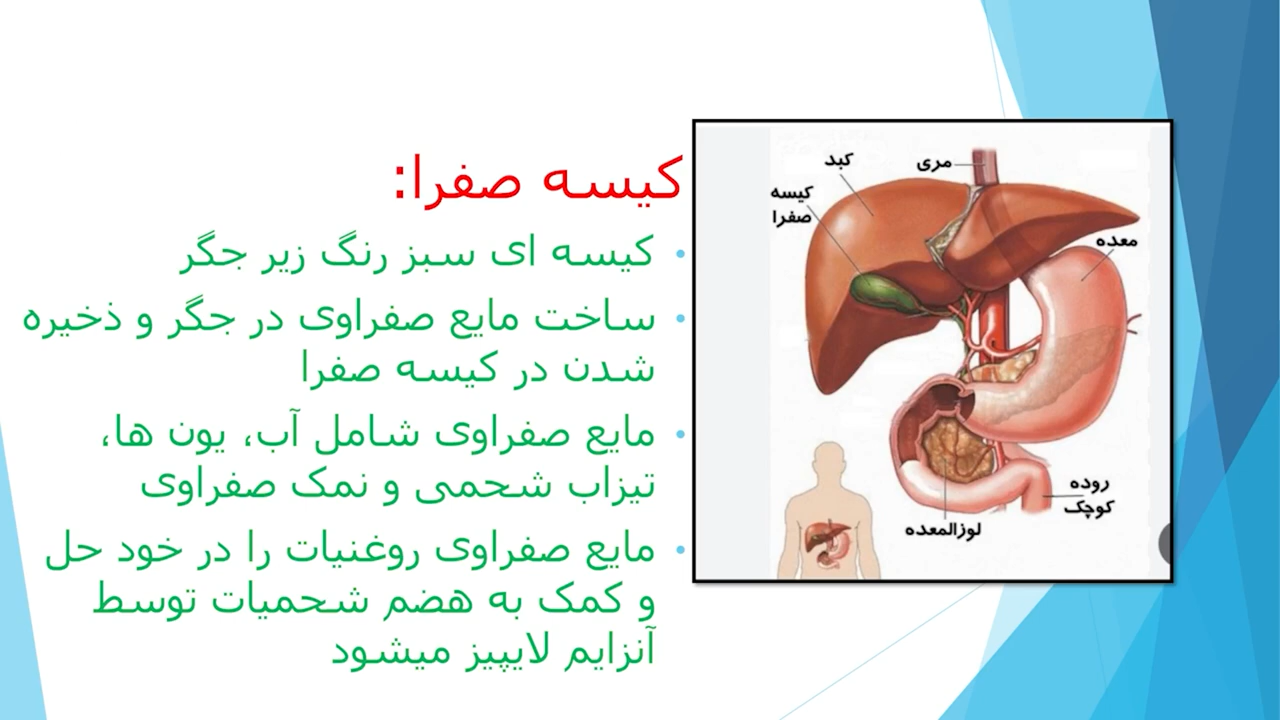 کیسه صفرا:
• کیسه ای سبز رنگ زیر جگر
• ساخت مایع صفراوی در جگر و ذخیره
شدن در کیسه صفرا
• مایع صفراوی شامل آب، یون ها،
تیزاب شحمی و نمک صفراوی
• مایع صفراوی روغنیات را در خود حل
و کمک به هضم شحمیات توسط
آنزایم لایپیز میشود
مری
کبد
کیسه
صفرا
معده
روده
کوچک
لوزالمعده